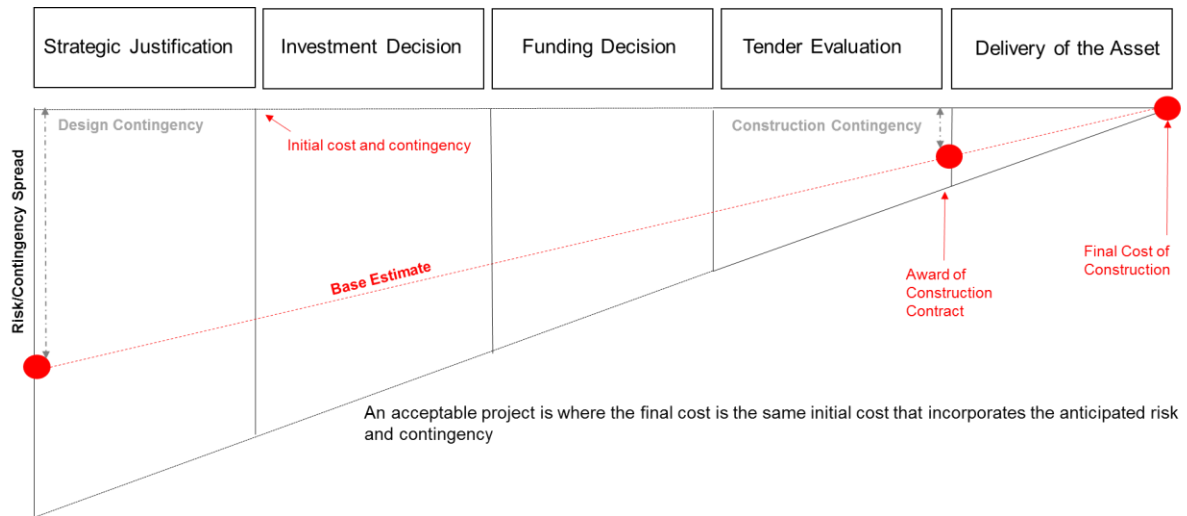 Strategic Justification
Investment Decision
Funding Decision
Tender Evaluation
Delivery of the Asset
Design Contingency
Initial cost and contingency
Construction Contingency
Risk/Contingency Spread
Base Estimate
Award of
Construction
Contract
Final Cost of
Construction
An acceptable project is where the final cost is the same initial cost that incorporates the anticipated risk
and contingency